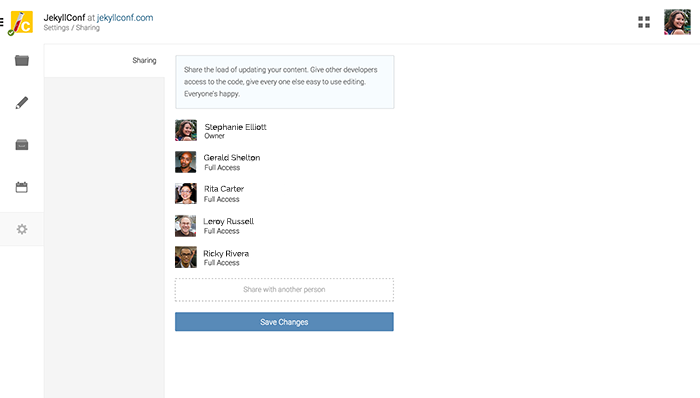 JekyllConf at jekyllconf.com
Settings / Sharing
Sharing
Share the load of updating your content. Give other developers
access to the code, give every one else easy to use editing.
Everyone's happy.
Stephanie Elliott
Owner
Gerald Shelton
Full Access
Rita Carter
Full Access
Leroy Russell
Full Access
Ricky Rivera
Full Access
Share with another person
Save Changes